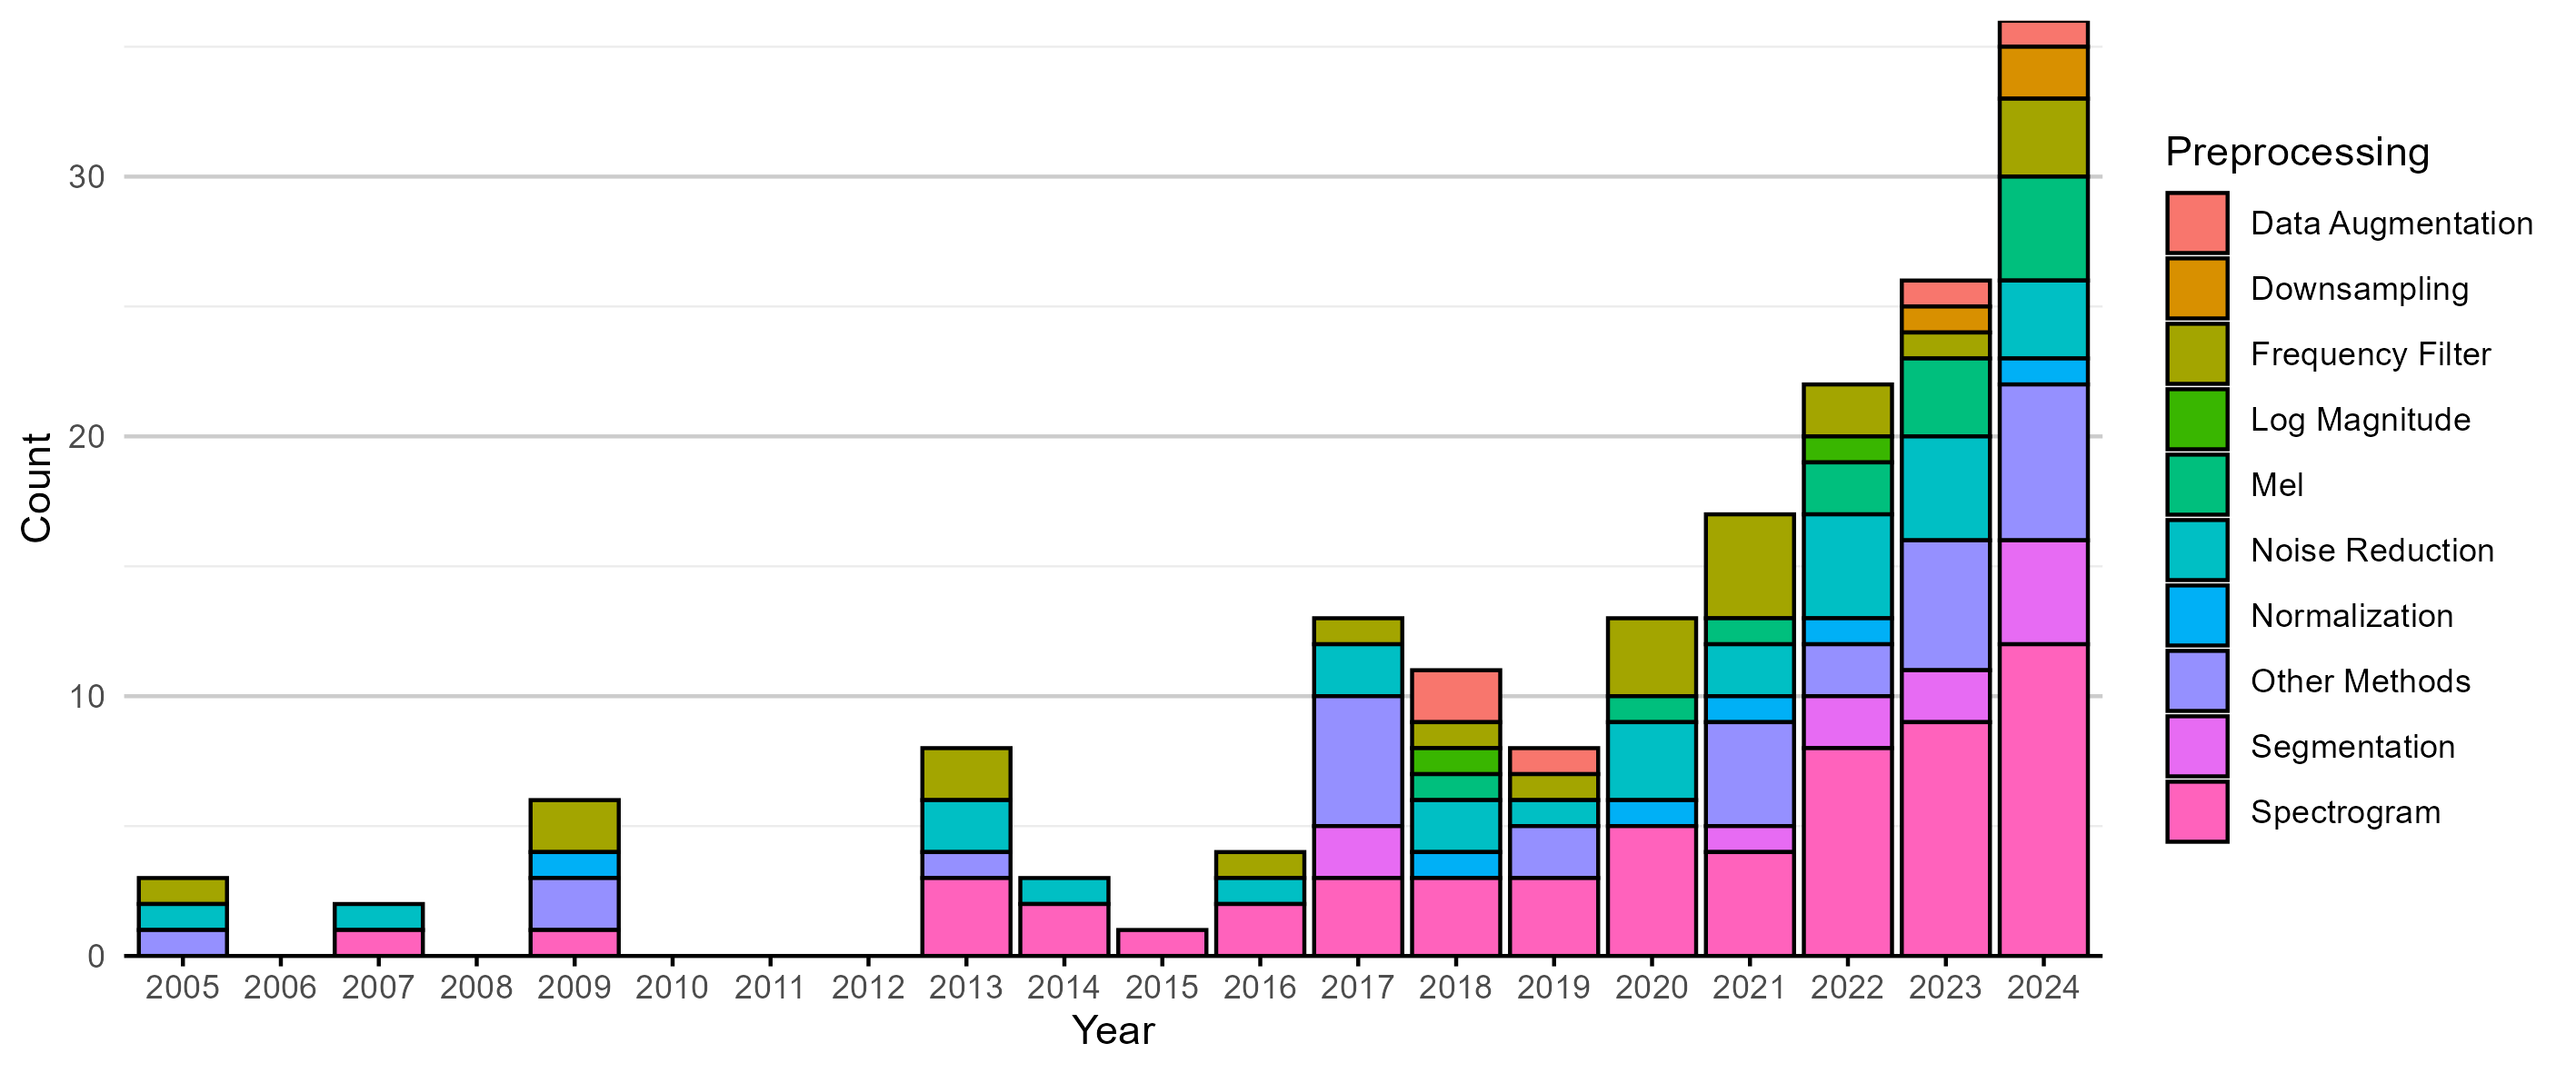 30
20
10
0
Count
2005 2006 2007 2008 2009 2010 2011 2012 2013 2014 2015 2016 2017 2018 2019 2020 2021 2022 2023 2024
Year
Preprocessing
Data Augmentation
Downsampling
Frequency Filter
Log Magnitude
Mel
Noise Reduction
Normalization
Other Methods
Segmentation
Spectrogram